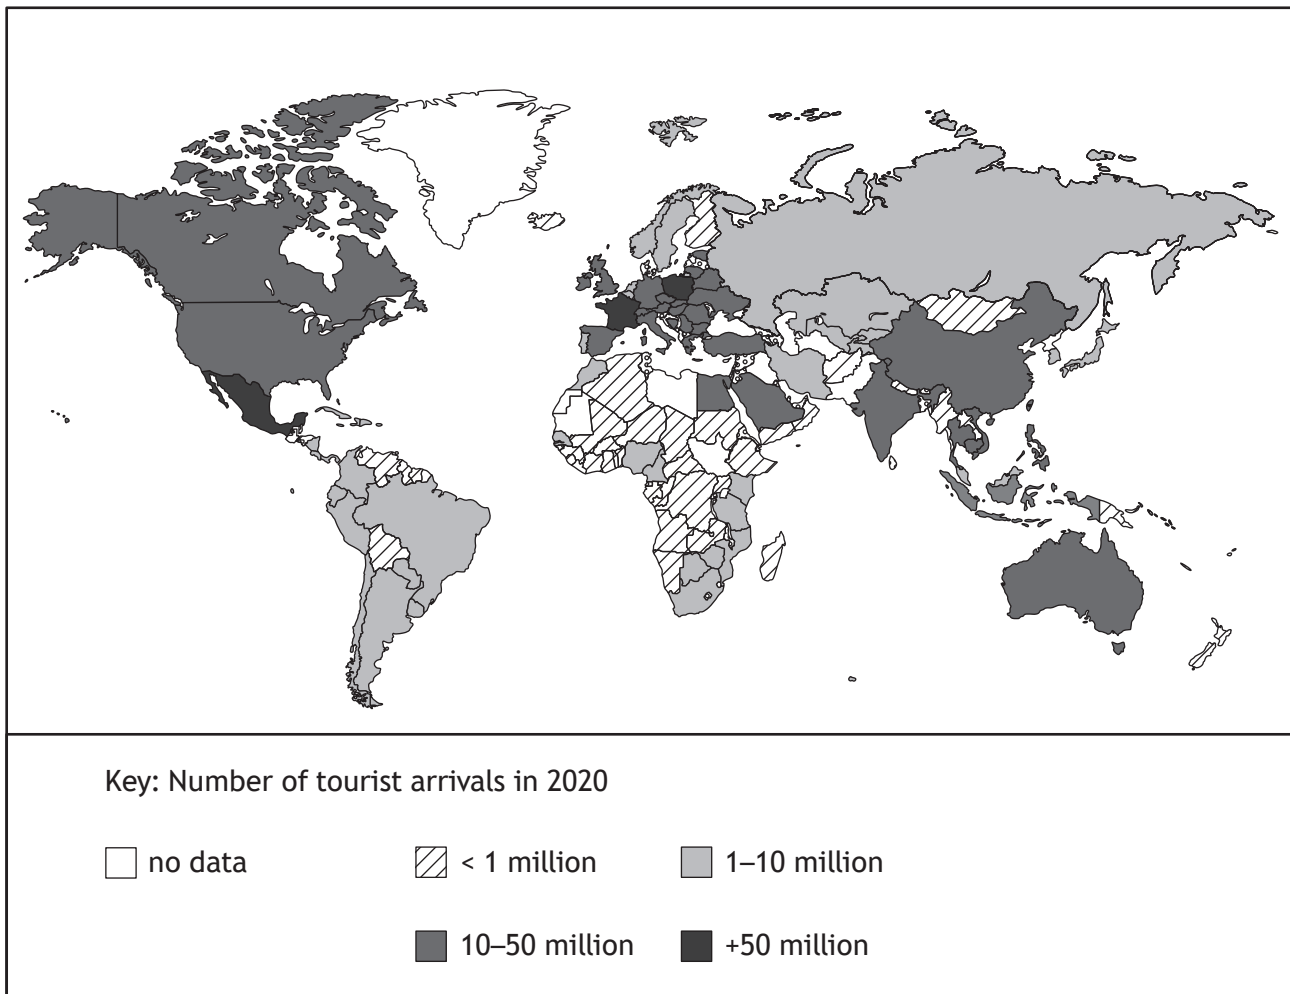 Key: Number of tourist arrivals in 2020
no data
< 1 million
1–10 million
10–50 million
+50 million